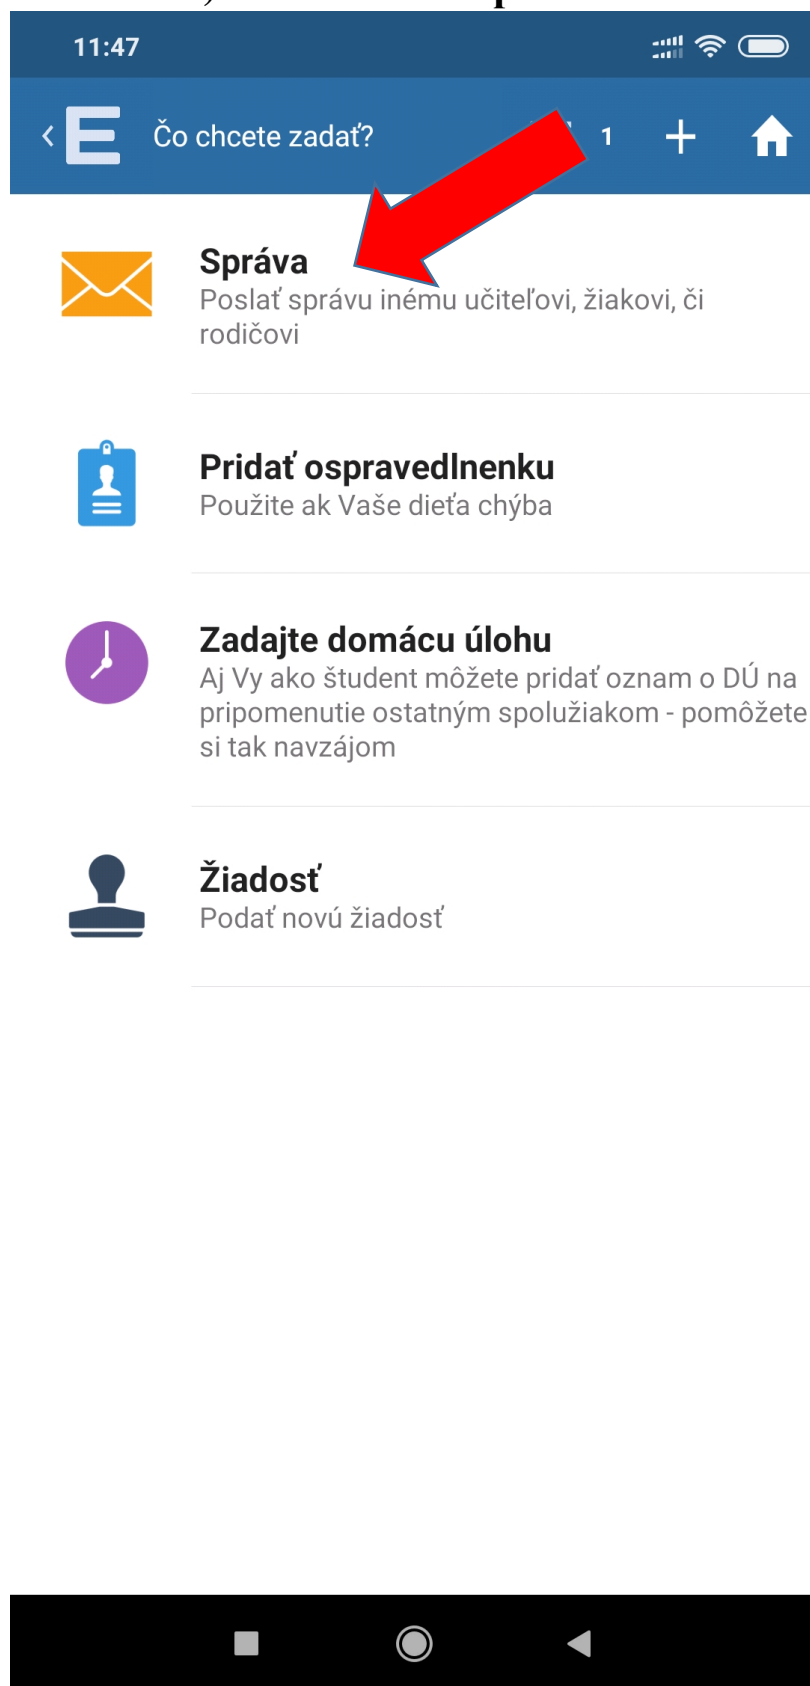 11:47
E Čo chcete zadať? 1
Správa
Poslať správu inému učiteľovi, žiakovi, či
rodičovi
Pridať ospravedlnenku
Použite ak Vaše dieťa chýba
Zadajte domácu úlohu
Aj Vy ako študent môžete pridať oznam o DÚ na
pripomenutie ostatným spolužiakom - pomôžete
si tak navzájom
Žiadosť
Podať novú žiadosť